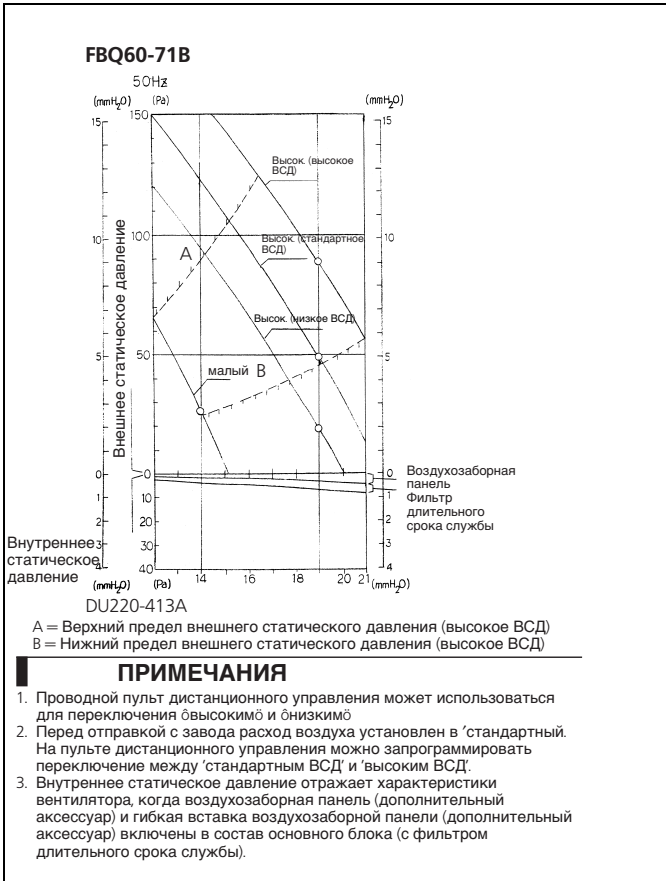 FBQ60-71B
50Hz
(mmH₂O) (Pa) (mmH₂O)
15 150 15
Высок. (высокое
ВСД)
10 100 10
A
Высок. (стандартное
ВСД)
Внешнее статическое давление
Высок. (низкое ВСД)
5 50 5
малый B
0 0 0
Воздухозаборная
панель
Фильтр
длительного
срока службы
1 10 1
2 20 2
3 30 3
4 40 4
Внутреннее
статическое
давление
(mmH₂O) (Pa) 14 16 18 20 21 (mmH₂O)
DU220-413A
A = Верхний предел внешнего статического давления (высокое ВСД)
B = Нижний предел внешнего статического давления (высокое ВСД)
ПРИМЕЧАНИЯ
1. Проводной пульт дистанционного управления может использоваться
для переключения ôвысокимö и ôнизкимö
2. Перед отправкой с завода расход воздуха установлен в ‘стандартный.
На пульте дистанционного управления можно запрограммировать
переключение между ‘стандартным ВСД’ и ‘высоким ВСД’.
3. Внутреннее статическое давление отражает характеристики
вентилятора, когда воздухозаборная панель (дополнительный
аксессуар) и гибкая вставка воздухозаборной панели (дополнительный
аксессуар) включены в состав основного блока (с фильтром
длительного срока службы).